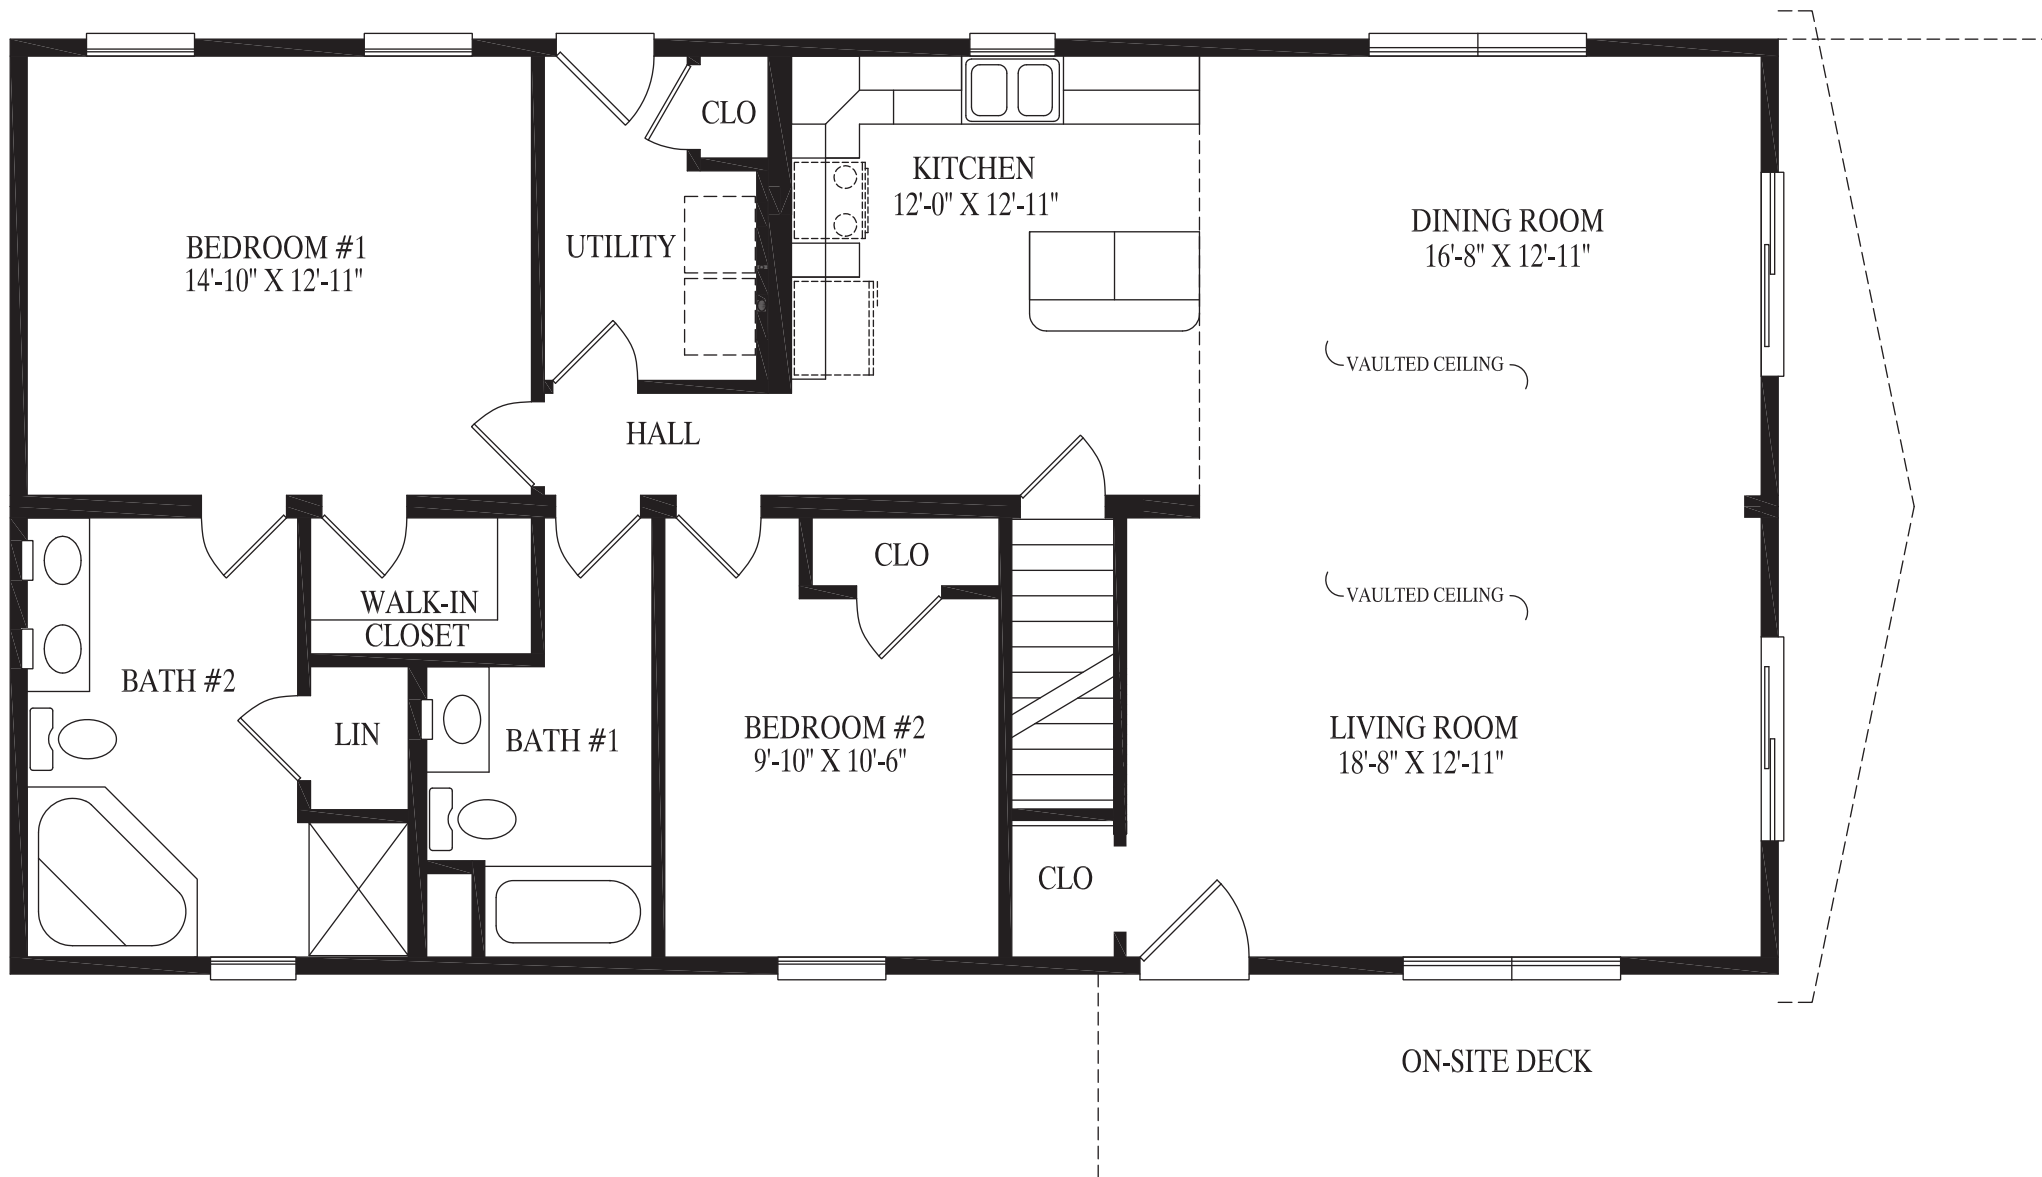 CLO
KITCHEN
12'-0" X 12'-11"
BEDROOM #1
14'-10" X 12'-11"
UTILITY
DINING ROOM
16'-8" X 12'-11"
VAULTED CEILING
HALL
WALK-IN
CLOSET
CLO
VAULTED CEILING
BATH #2
LIN
BATH #1
BEDROOM #2
9'-10" X 10'-6"
LIVING ROOM
18'-8" X 12'-11"
CLO
ON-SITE DECK